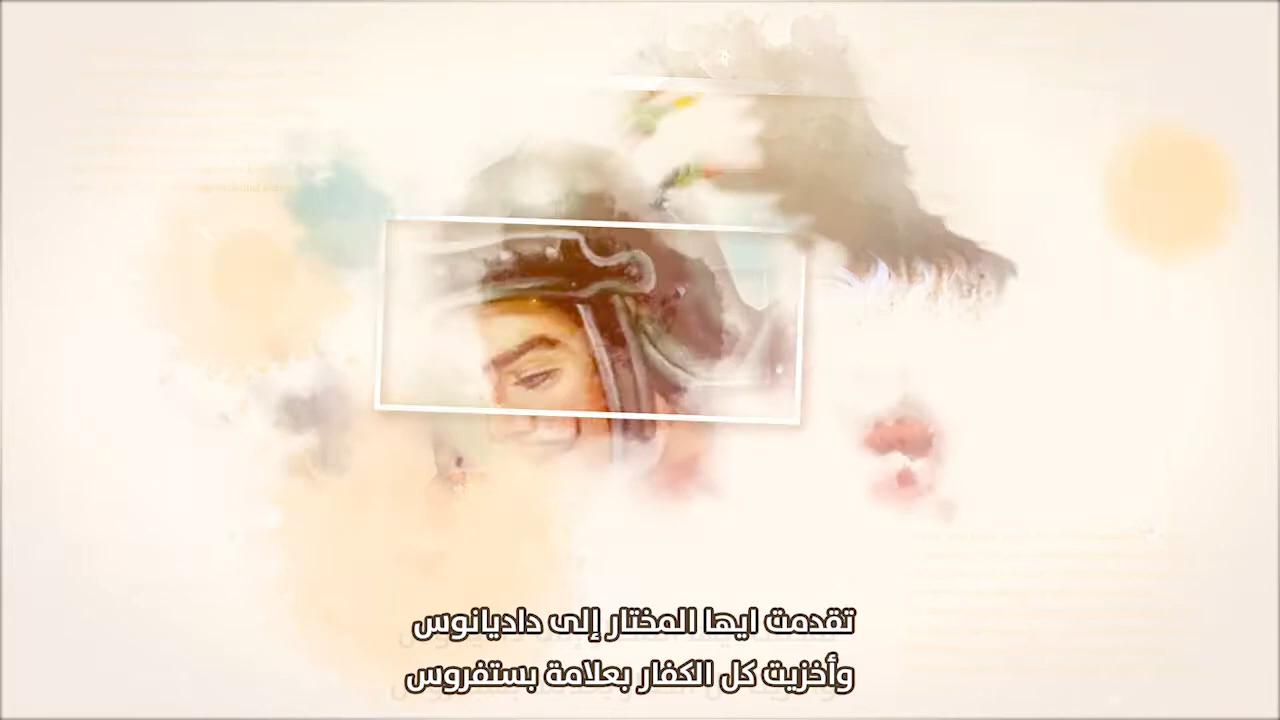 تقدمت ايها المختار إلى داديانوس
وأخزيت كل الكفار بعلامة بستفروس